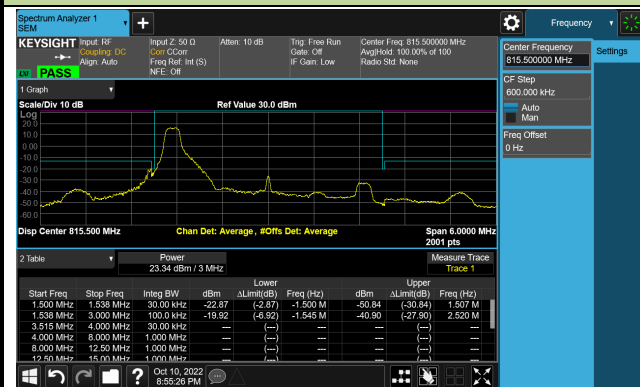 Spectrum Analyzer 1
SEM
+
Frequency
KEYSIGHT Input: RF Input Z: 50 Ω Atten: 10 dB Trig: Free Run Center Freq: 815.500000 MHz
Coupling: DC Corr CCorr Gate: Off Avg|Hold: 100.00% of 100
Align: Auto Freq Ref: Int (S) IF Gain: Low Radio Std: None
NFE: Off
PASS
Center Frequency
815.500000 MHz
Settings
CF Step
600.000 kHz
Auto
Man
Freq Offset
0 Hz
1 Graph
Scale/Div 10 dB Ref Value 30.0 dBm
Log
20.0
10.0
0.00
-10.0
-20.0
-30.0
-40.0
-50.0
-60.0
Disp Center 815.500 MHz Chan Det: Average, #Offs Det: Average Span 6.0000 MHz
2001 pts
2 Table Power Measure Trace
23.34 dBm / 3 MHz Trace 1
Lower Upper
Start Freq Stop Freq Integ BW dBm ΔLimit(dB) Freq (Hz) dBm ΔLimit(dB) Freq (Hz)
1.500 MHz 1.538 MHz 30.00 kHz -22.87 (-2.87) -1.500 M -50.84 (-30.84) 1.507 M
1.538 MHz 3.000 MHz 100.0 kHz -19.92 (-6.92) -1.545 M -40.90 (-27.90) 2.520 M
3.515 MHz 4.000 MHz 30.00 kHz --- (---) --- --- (---) ---
4.000 MHz 8.000 MHz 1.000 MHz --- (---) --- --- (---) ---
8.000 MHz 12.50 MHz 1.000 MHz --- (---) --- --- (---) ---
12.50 MHz 15.00 MHz 1.000 MHz --- (---) --- --- (---) ---
? Oct 10, 2022
8:55:26 PM